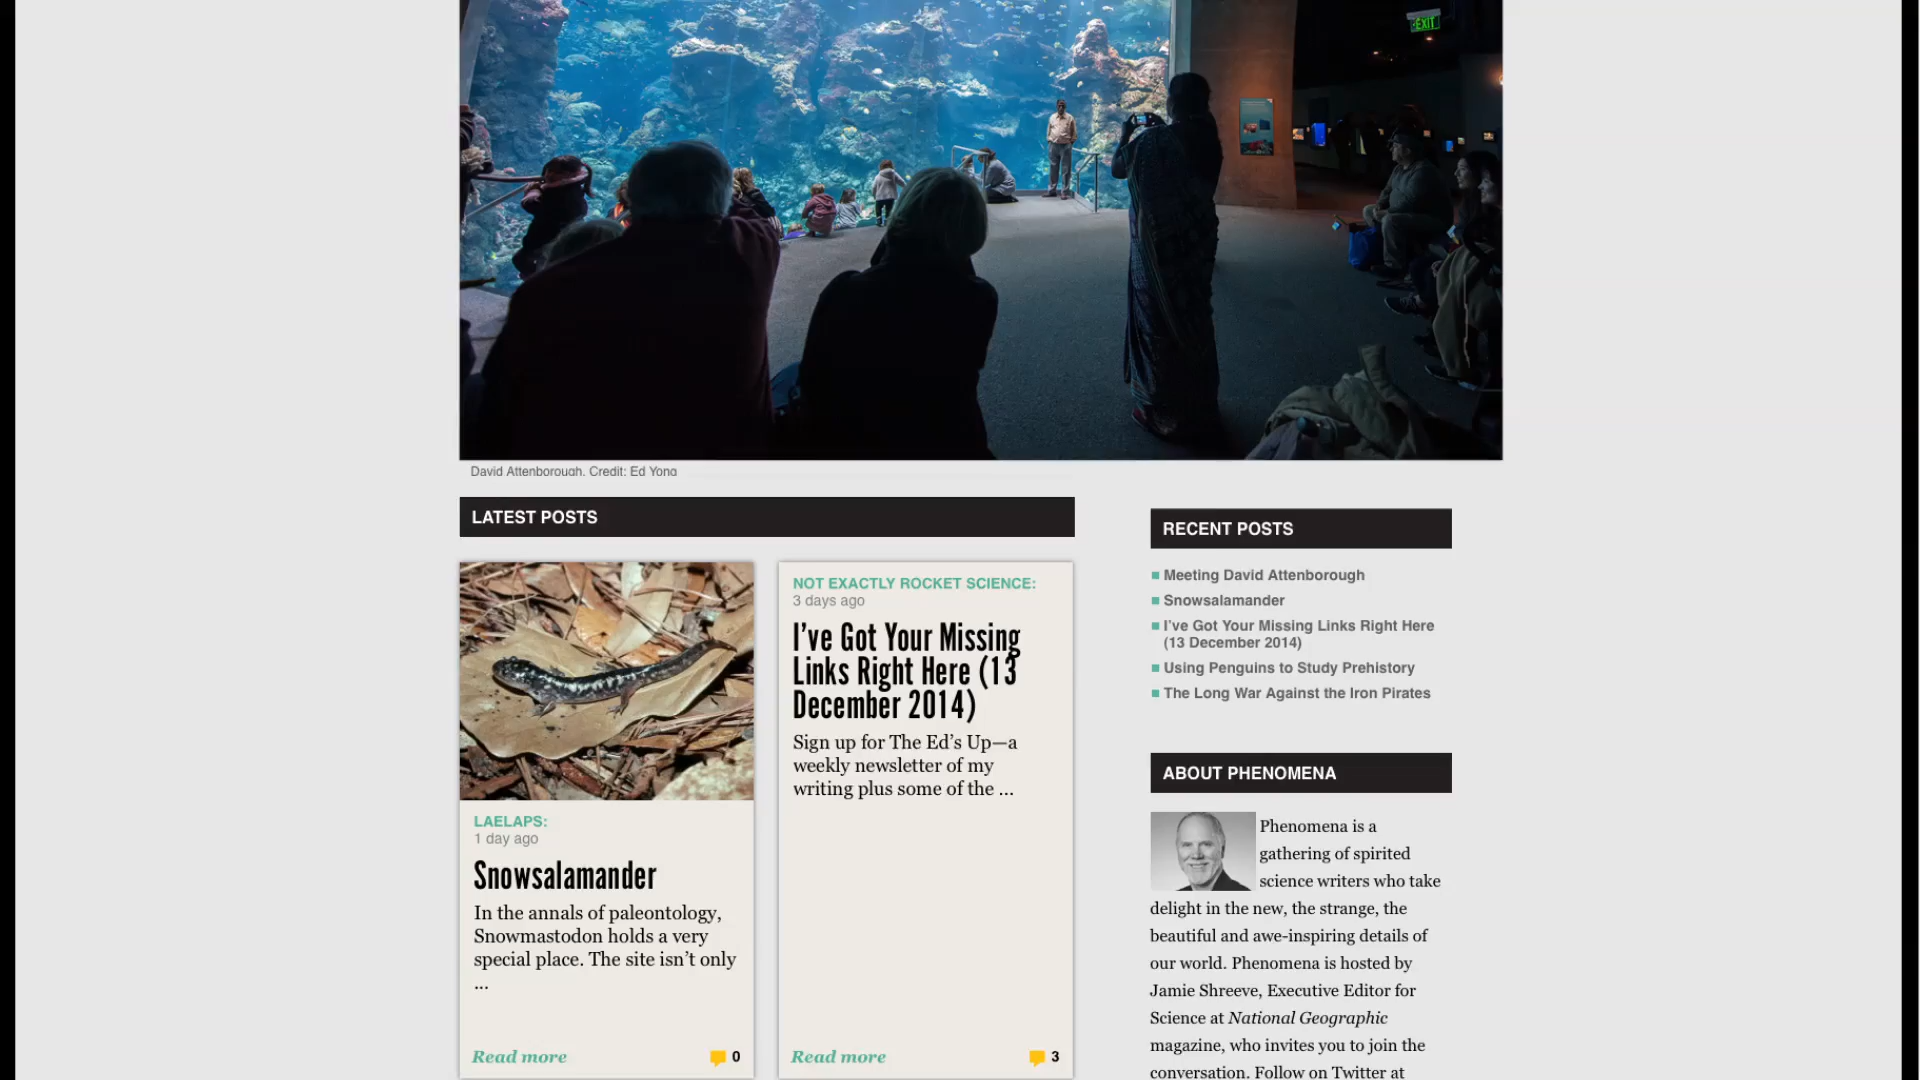 EXIT
David Attenborough. Credit: Ed Yong
LATEST POSTS
LAELAPS:
1 day ago
Snowsalamander
In the annals of paleontology,
Snowmastodon holds a very
special place. The site isn’t only
...
Read more
0
NOT EXACTLY ROCKET SCIENCE:
3 days ago
I’ve Got Your Missing
Links Right Here (13
December 2014)
Sign up for The Ed’s Up—a
weekly newsletter of my
writing plus some of the ...
Read more
3
RECENT POSTS
Meeting David Attenborough
Snowsalamander
I’ve Got Your Missing Links Right Here
(13 December 2014)
Using Penguins to Study Prehistory
The Long War Against the Iron Pirates
ABOUT PHENOMENA
Phenomena is a
gathering of spirited
science writers who take
delight in the new, the strange, the
beautiful and awe-inspiring details of
our world. Phenomena is hosted by
Jamie Shreeve, Executive Editor for
Science at National Geographic
magazine, who invites you to join the
conversation. Follow on Twitter at